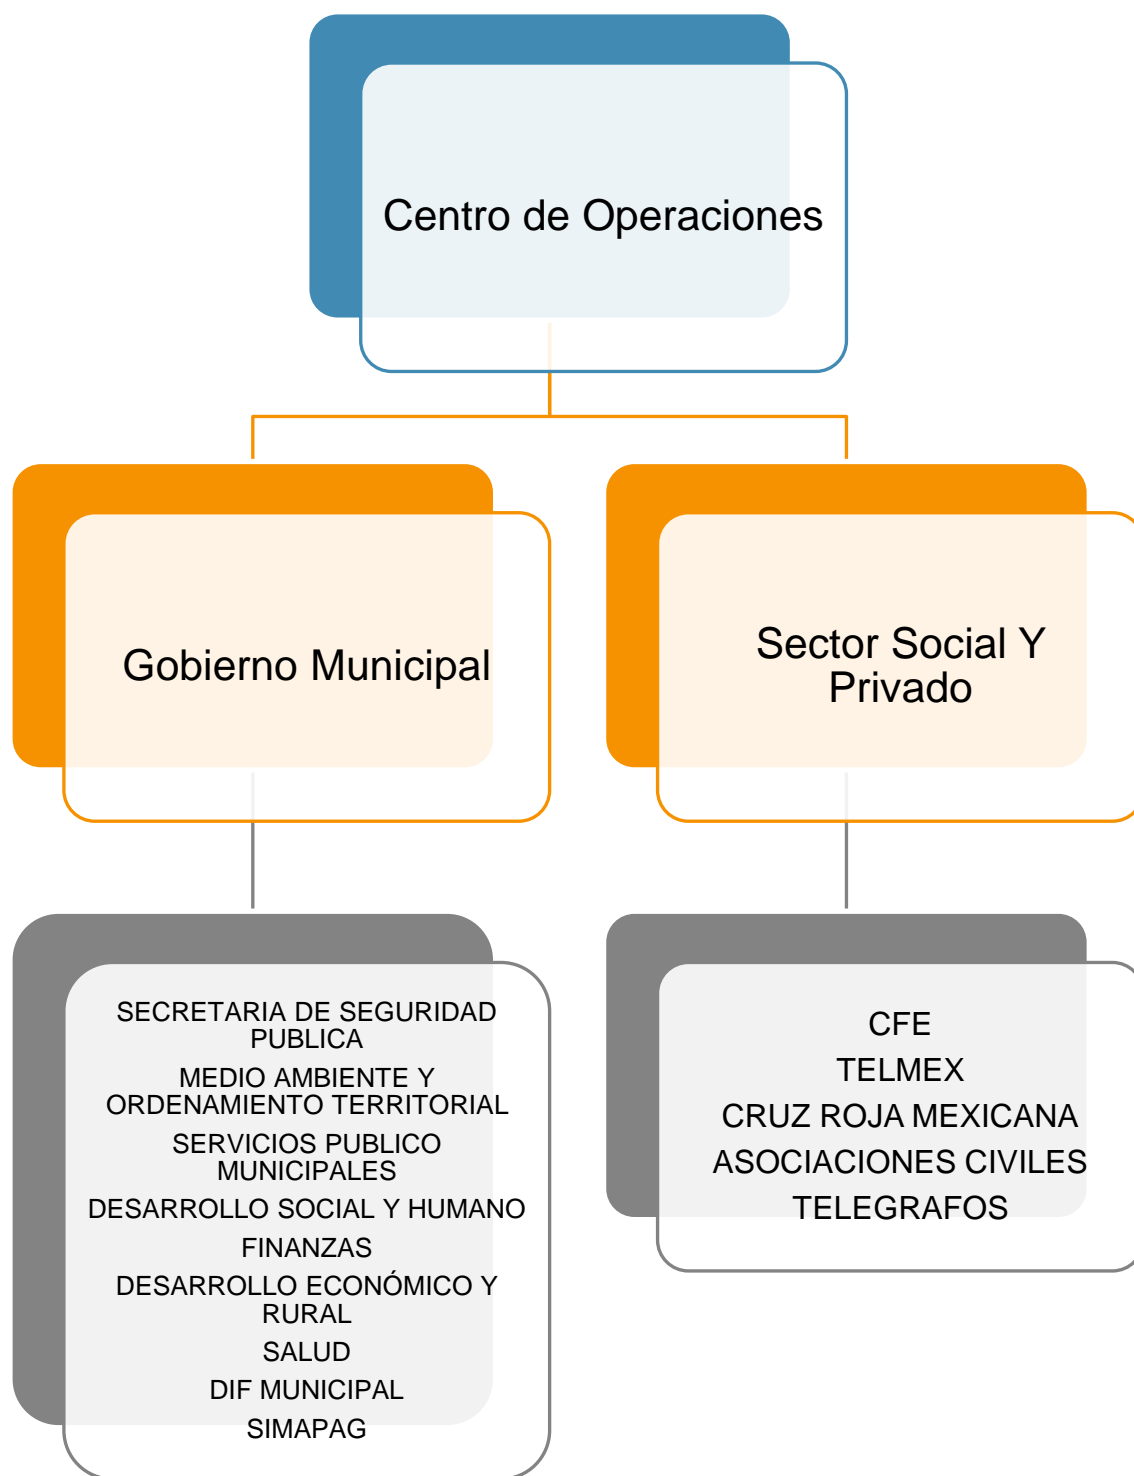 Centro de Operaciones
Gobierno Municipal
Sector Social Y
Privado
SECRETARIA DE SEGURIDAD
PUBLICA
MEDIO AMBIENTE Y
ORDENAMIENTO TERRITORIAL
SERVICIOS PUBLICO
MUNICIPALES
DESARROLLO SOCIAL Y HUMANO
FINANZAS
DESARROLLO ECONÓMICO Y
RURAL
SALUD
DIF MUNICIPAL
SIMAPAG
CFE
TELMEX
CRUZ ROJA MEXICANA
ASOCIACIONES CIVILES
TELEGRAFOS